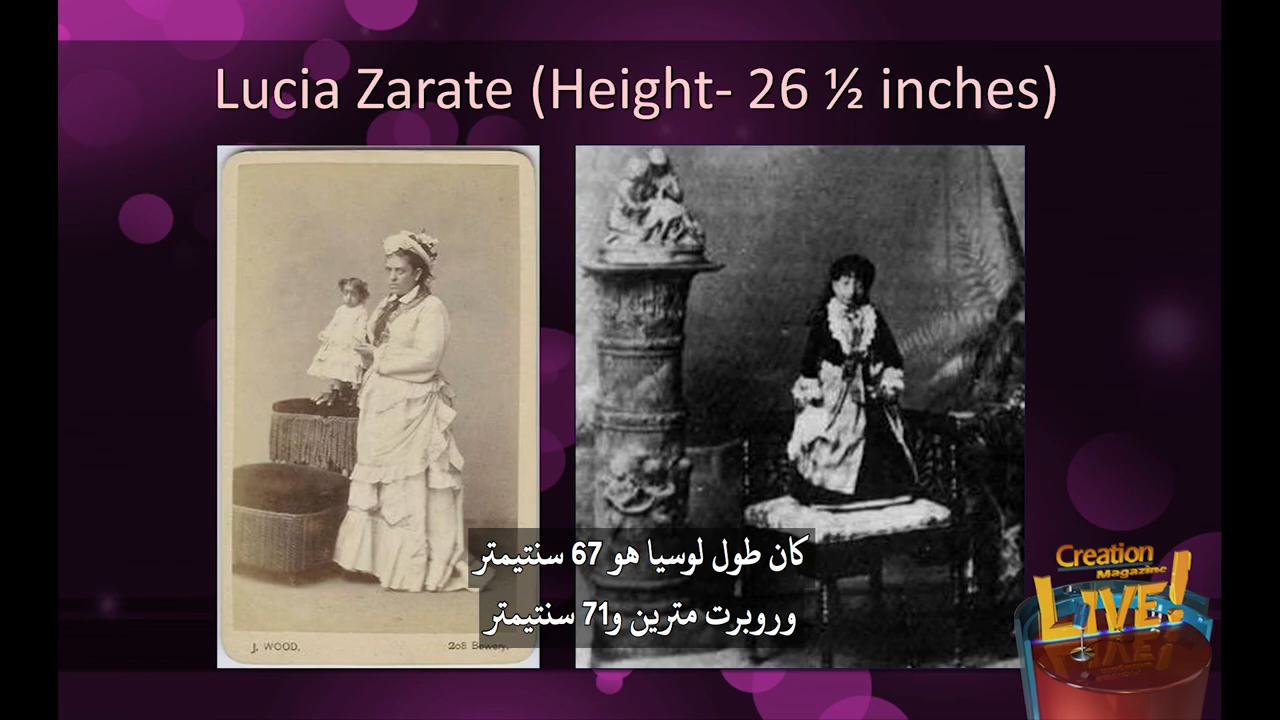 Lucia Zarate (Height- 26 ½ inches)
J. WOOD,
208 Bowery.
كان طول لوسيا هو 67 سنتيمتر
وروبرت مترين و71 سنتيمتر
Creation
Magazine
LIVE!